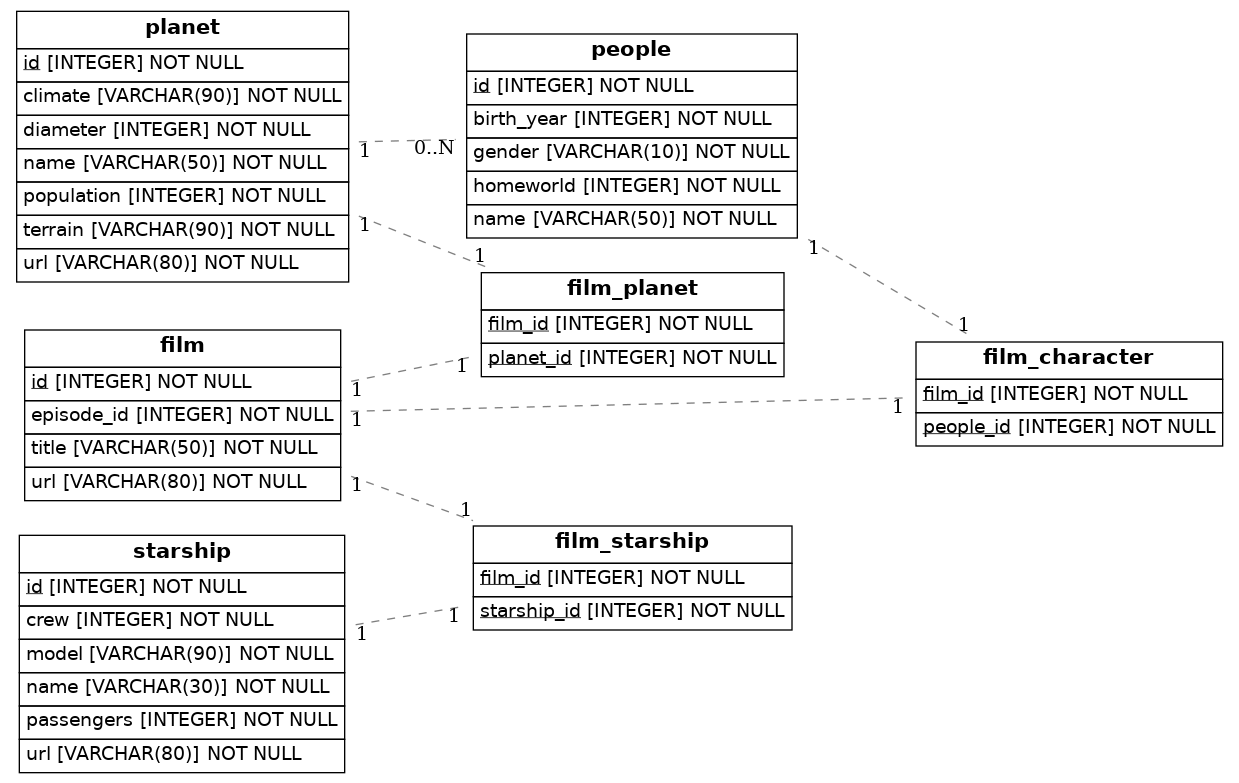 planet
id [INTEGER] NOT NULL
climate [VARCHAR(90)] NOT NULL
diameter [INTEGER] NOT NULL
name [VARCHAR(50)] NOT NULL
population [INTEGER] NOT NULL
terrain [VARCHAR(90)] NOT NULL
url [VARCHAR(80)] NOT NULL
people
id [INTEGER] NOT NULL
birth_year [INTEGER] NOT NULL
gender [VARCHAR(10)] NOT NULL
homeworld [INTEGER] NOT NULL
name [VARCHAR(50)] NOT NULL
1
0..N
1
1
film_planet
film_id [INTEGER] NOT NULL
planet_id [INTEGER] NOT NULL
1
1
film_character
film_id [INTEGER] NOT NULL
people_id [INTEGER] NOT NULL
film
id [INTEGER] NOT NULL
episode_id [INTEGER] NOT NULL
title [VARCHAR(50)] NOT NULL
url [VARCHAR(80)] NOT NULL
1
1
1
1
1
1
film_starship
film_id [INTEGER] NOT NULL
starship_id [INTEGER] NOT NULL
starship
id [INTEGER] NOT NULL
crew [INTEGER] NOT NULL
model [VARCHAR(90)] NOT NULL
name [VARCHAR(30)] NOT NULL
passengers [INTEGER] NOT NULL
url [VARCHAR(80)] NOT NULL
1
1